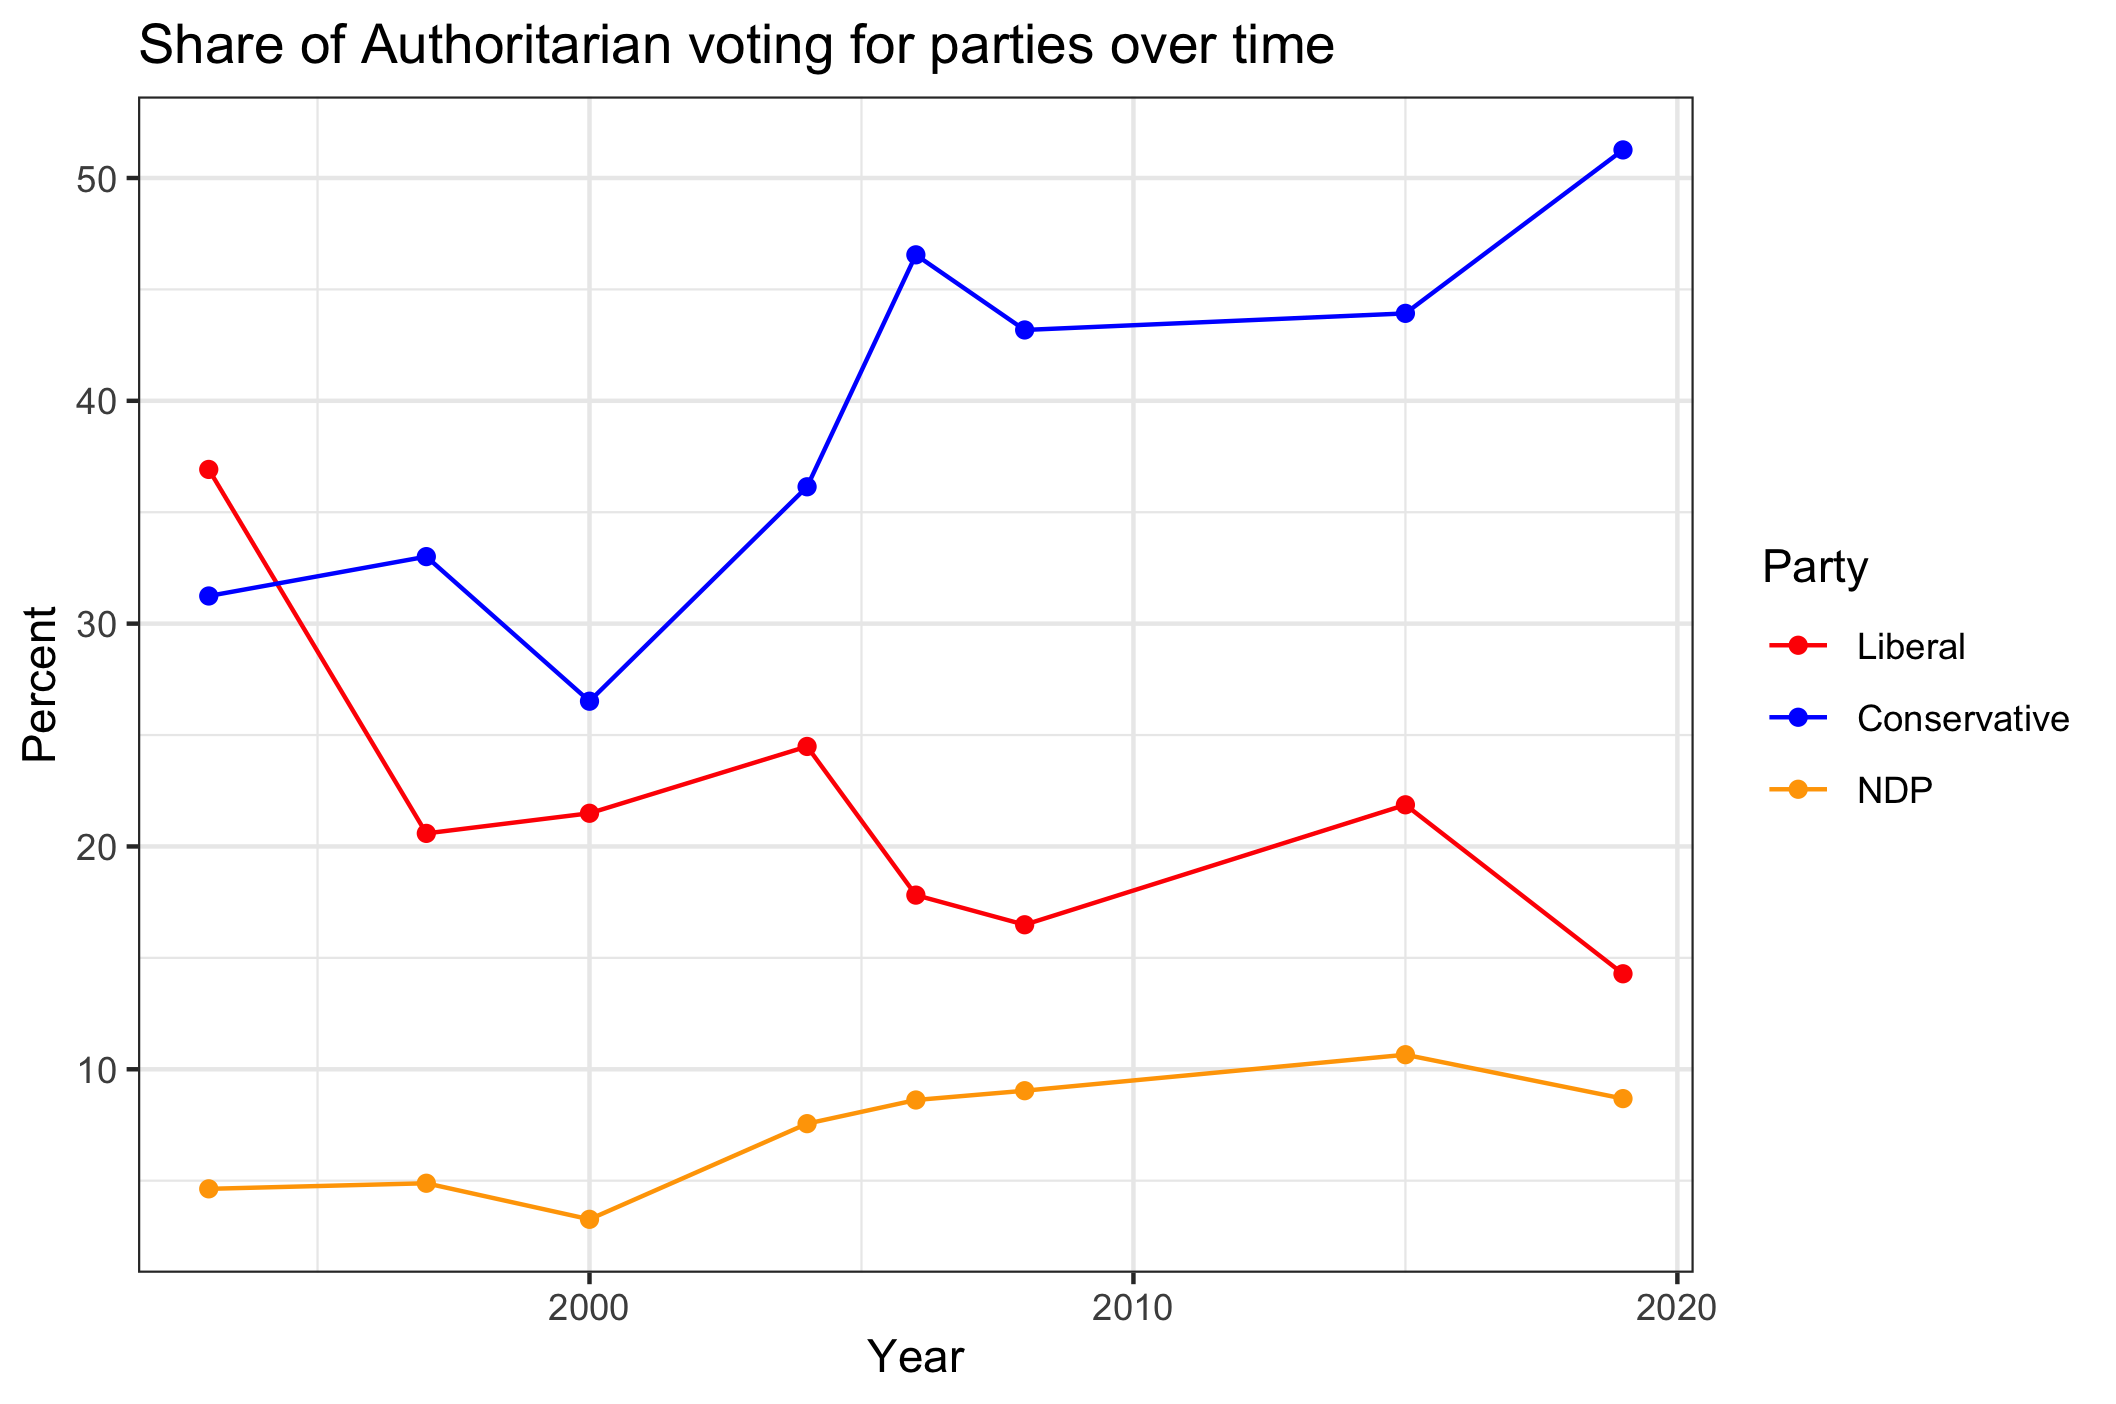 Share of Authoritarian voting for parties over time
Percent
50
40
30
20
10
2000
2010
2020
Year
Party
Liberal
Conservative
NDP